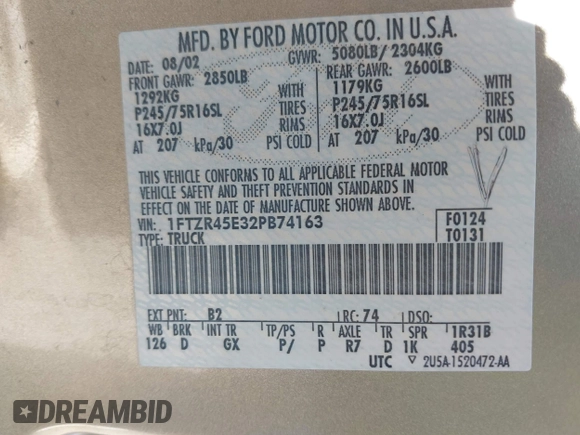 MFD. BY FORD MOTOR CO. IN U.S.A.
DATE: 08/02 GVWR: 5080LB/ 2304KG
FRONT GAWR: 2850LB REAR GAWR: 2600LB
1292KG WITH 1179KG WITH
P245/75R16SL TIRES P245/75R16SL TIRES
16X7.0J RIMS 16X7.0J RIMS
AT 207 kPa/30 PSI COLD AT 207 kPa/30 PSI COLD
THIS VEHICLE CONFORMS TO ALL APPLICABLE FEDERAL MOTOR
VEHICLE SAFETY AND THEFT PREVENTION STANDARDS IN
EFFECT ON THE DATE OF MANUFACTURE SHOWN ABOVE.
VIN: 1FTZR45E32PB74163 F0124
TYPE: TRUCK T0131
EXT PNT: B2 RC: 74 DSO:
WB BRK INT TR TP/PS R AXLE TR SPR 1R31B
126 D GX P/ P R7 D 1K 405
UTC ▽ 2U5A-1520472-AA
DREAMBID